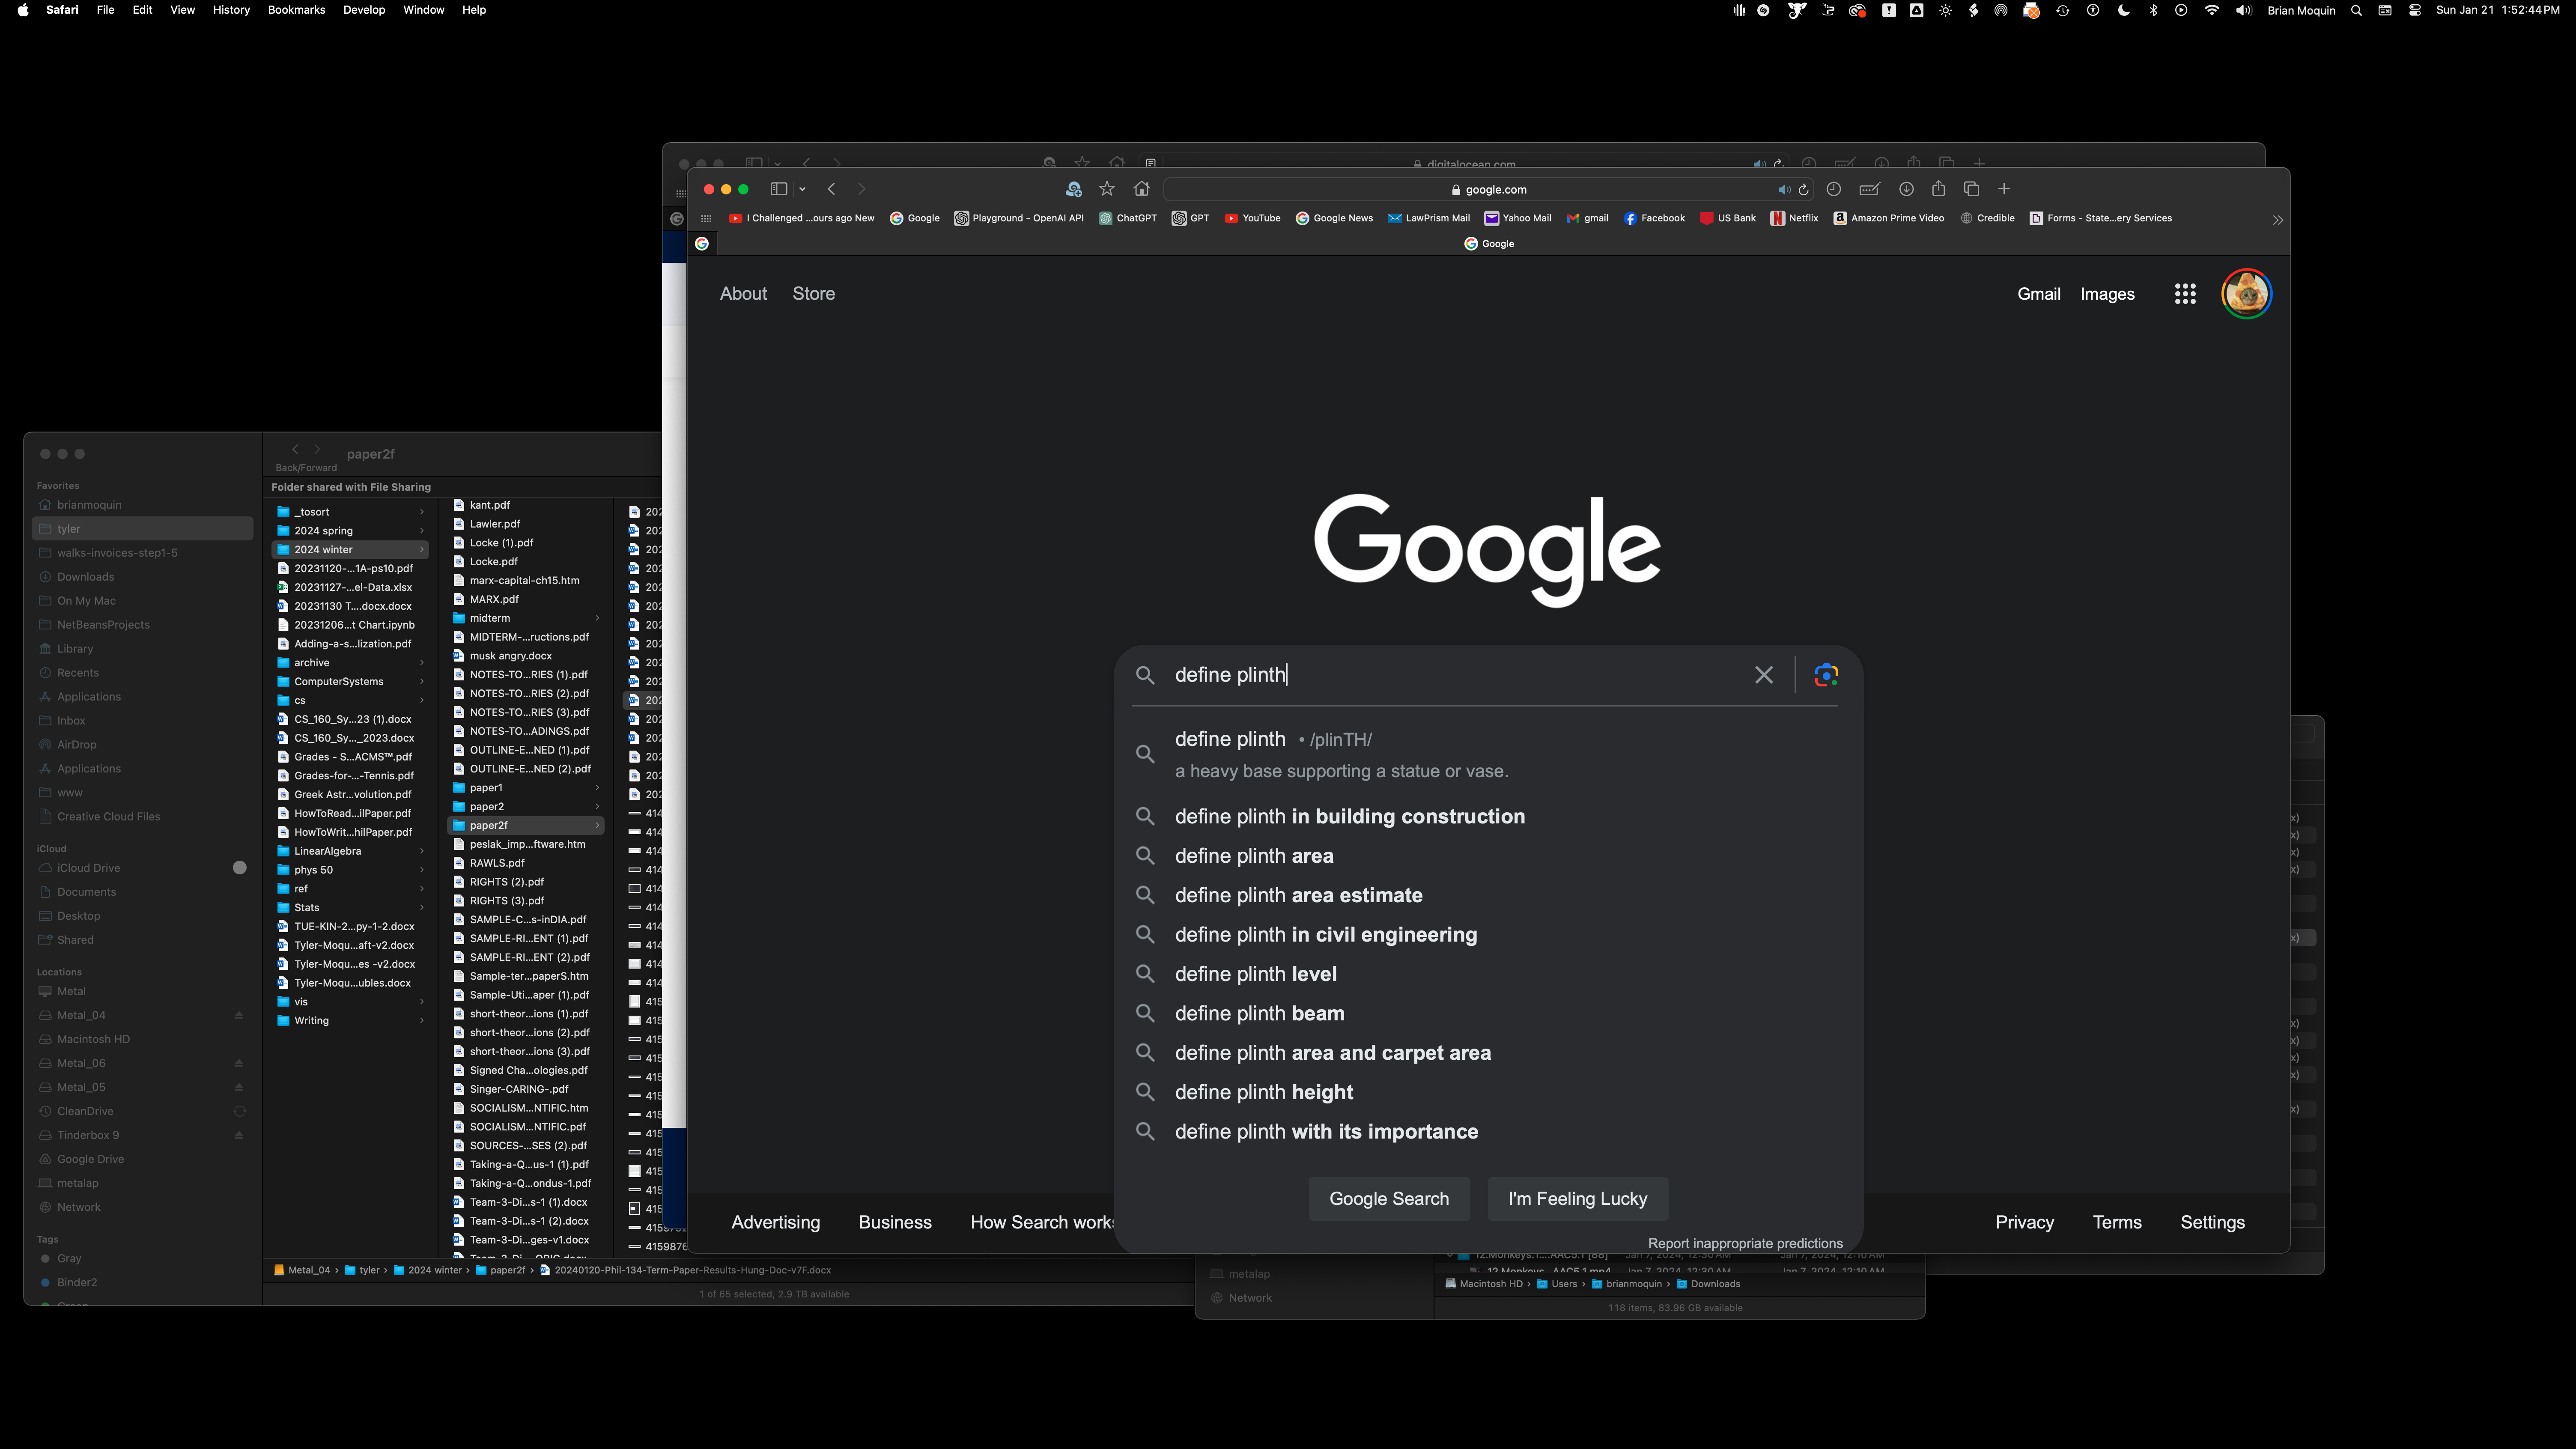 Safari File Edit View History Bookmarks Develop Window Help
Brian Moquin Sun Jan 21 1:52:44 PM
digitalocean.com
google.com
I Challenged ...ours ago New Google Playground - OpenAI API ChatGPT GPT YouTube Google News LawPrism Mail Yahoo Mail gmail Facebook US Bank Netflix Amazon Prime Video Credible Forms - State...ery Services
Google
About Store
Gmail Images
Google
define plinth
define plinth • /plinTH/
a heavy base supporting a statue or vase.
define plinth in building construction
define plinth area
define plinth area estimate
define plinth in civil engineering
define plinth level
define plinth beam
define plinth area and carpet area
define plinth height
define plinth with its importance
Google Search I'm Feeling Lucky
Report inappropriate predictions
Advertising Business How Search works
Privacy Terms Settings
Back/Forward
paper2f
Folder shared with File Sharing
Favorites
brianmoquin
tyler
walks-invoices-step1-5
Downloads
On My Mac
NetBeansProjects
Library
Recents
Applications
Inbox
AirDrop
Applications
www
Creative Cloud Files
iCloud
iCloud Drive
Documents
Desktop
Shared
Locations
Metal
Metal_04
Macintosh HD
Metal_06
Metal_05
CleanDrive
Tinderbox 9
Google Drive
metalap
Network
Tags
Gray
Binder2
_tosort
2024 spring
2024 winter
20231120-...1A-ps10.pdf
20231127-...el-Data.xlsx
20231130 T....docx.docx
20231206...t Chart.ipynb
Adding-a-s...lization.pdf
archive
ComputerSystems
cs
CS_160_Sy...23 (1).docx
CS_160_Sy..._2023.docx
Grades - S...ACMS™.pdf
Grades-for-...-Tennis.pdf
Greek Astr...volution.pdf
HowToRead...ilPaper.pdf
HowToWrit...hilPaper.pdf
LinearAlgebra
phys 50
ref
Stats
TUE-KIN-2...py-1-2.docx
Tyler-Moqu...aft-v2.docx
Tyler-Moqu...es -v2.docx
Tyler-Moqu...ubles.docx
vis
Writing
kant.pdf
Lawler.pdf
Locke (1).pdf
Locke.pdf
marx-capital-ch15.htm
MARX.pdf
midterm
MIDTERM-...ructions.pdf
musk angry.docx
NOTES-TO...RIES (1).pdf
NOTES-TO...RIES (2).pdf
NOTES-TO...RIES (3).pdf
NOTES-TO...ADINGS.pdf
OUTLINE-E...NED (1).pdf
OUTLINE-E...NED (2).pdf
paper1
paper2
paper2f
peslak_imp...ftware.htm
RAWLS.pdf
RIGHTS (2).pdf
RIGHTS (3).pdf
SAMPLE-C...s-inDIA.pdf
SAMPLE-RI...ENT (1).pdf
SAMPLE-RI...ENT (2).pdf
Sample-ter...paperS.htm
Sample-Uti...aper (1).pdf
short-theor...ions (1).pdf
short-theor...ions (2).pdf
short-theor...ions (3).pdf
Signed Cha...ologies.pdf
Singer-CARING-.pdf
SOCIALISM...NTIFIC.htm
SOCIALISM...NTIFIC.pdf
SOURCES-...SES (2).pdf
Taking-a-Q...us-1 (1).pdf
Taking-a-Q...ondus-1.pdf
Team-3-Di...s-1 (1).docx
Team-3-Di...s-1 (2).docx
Team-3-Di...ges-v1.docx
Metal_04 › tyler › 2024 winter › paper2f › 20240120-Phil-134-Term-Paper-Results-Hung-Doc-v7F.docx
1 of 65 selected, 2.9 TB available
metalap
Network
Macintosh HD › Users › brianmoquin › Downloads
118 items, 83.96 GB available